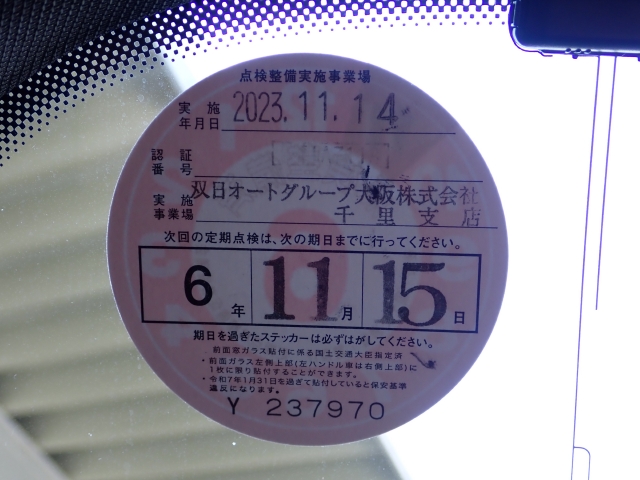 点検整備実施事業場
実施年月日 2023.11.14
認証番号
実施事業場 双日オートグループ大阪株式会社
千里支店
次回の定期点検は、次の期日までに行ってください。
6年 11月 15日
期日を過ぎたステッカーは必ずはがしてください。
前面窓ガラス貼付に係る国土交通大臣指定済
・前面ガラス左側上部(左ハンドル車は右側上部)に
1枚に限り貼付することができます。
・令和7年1月31日を過ぎて貼付していると保安基準
違反になります。
Y 237970